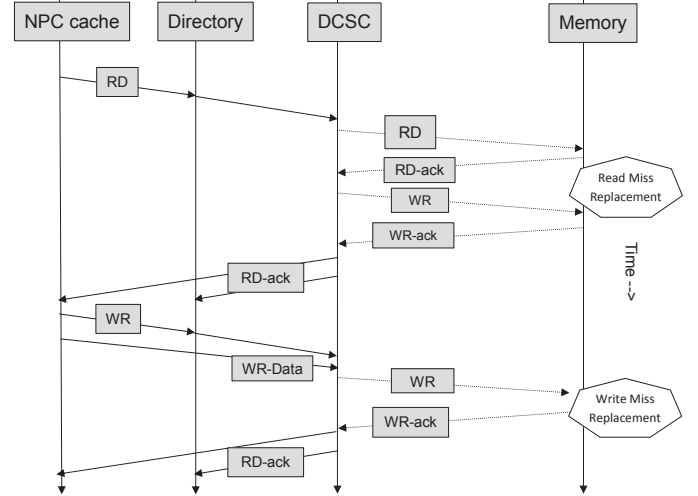 NPC cache Directory DCSC Memory
RD
RD
RD-ack
Read Miss
Replacement
WR
WR-ack
Time -->
RD-ack
WR
WR-Data
WR
Write Miss
Replacement
WR-ack
RD-ack